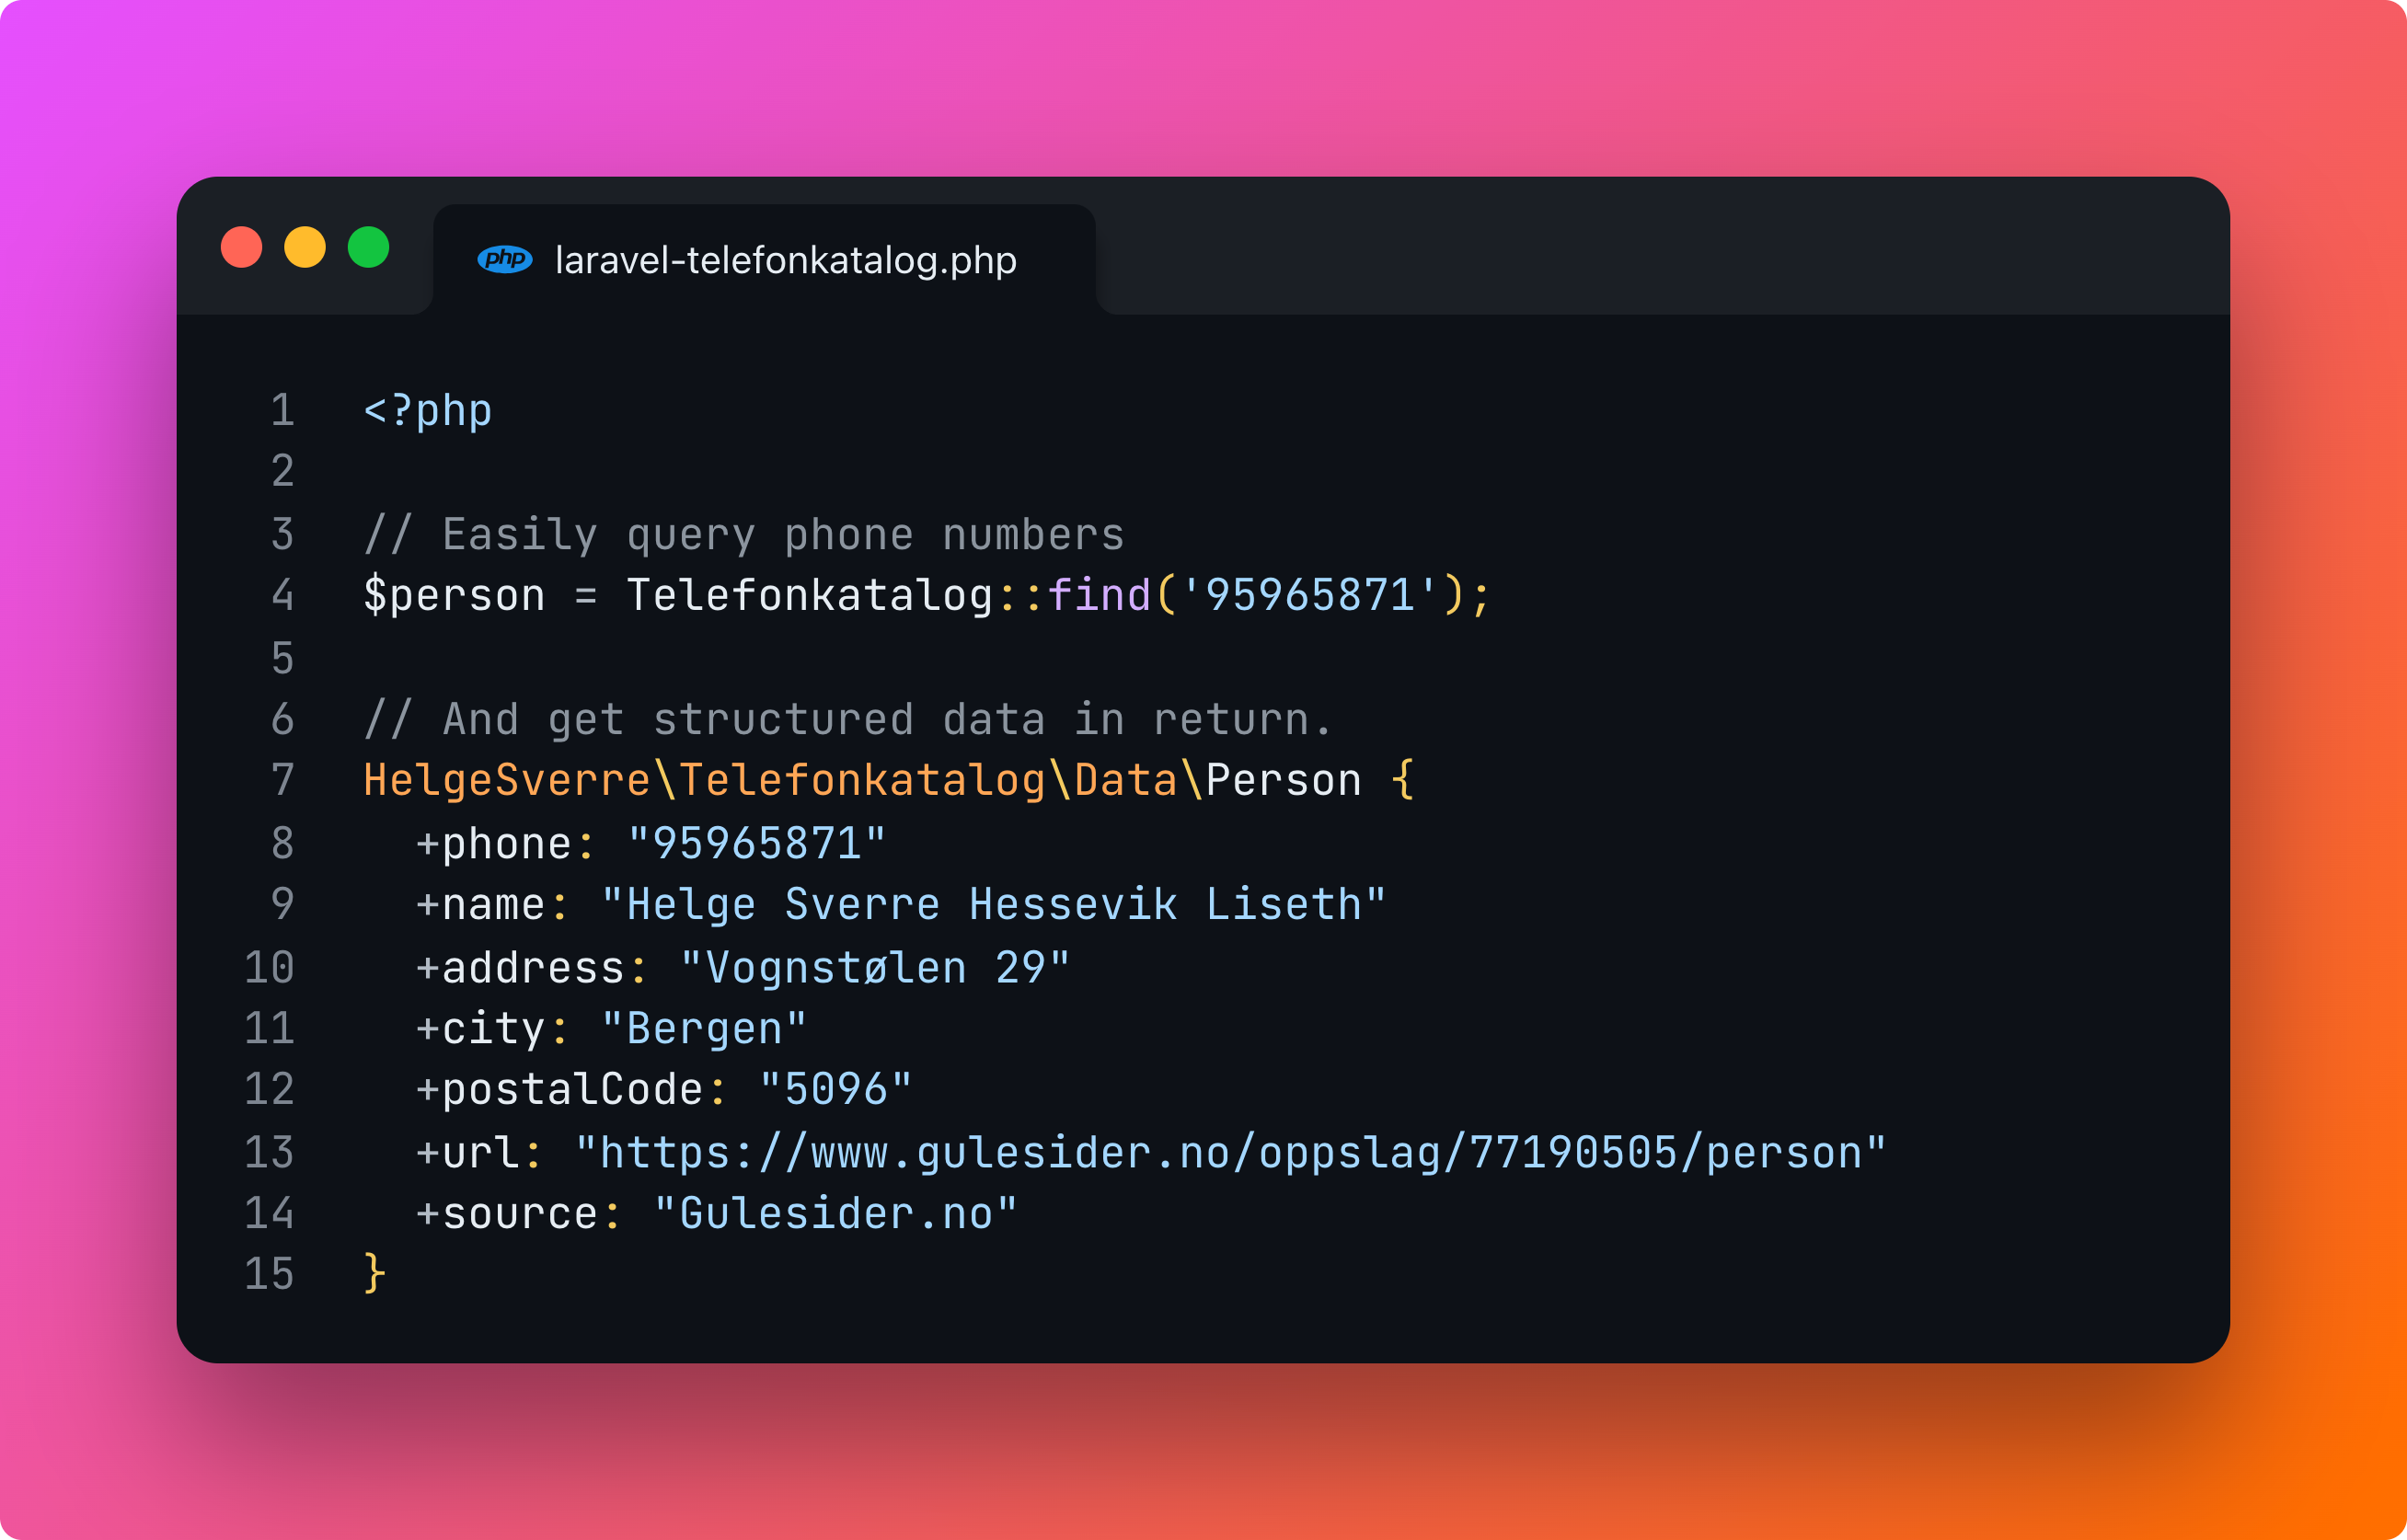 php laravel-telefonkatalog.php
1 <?php
2
3 // Easily query phone numbers
4 $person = Telefonkatalog::find('95965871');
5
6 // And get structured data in return.
7 HelgeSverre\Telefonkatalog\Data\Person {
8   +phone: "95965871"
9   +name: "Helge Sverre Hessevik Liseth"
10   +address: "Vognstølen 29"
11   +city: "Bergen"
12   +postalCode: "5096"
13   +url: "https://www.gulesider.no/oppslag/77190505/person"
14   +source: "Gulesider.no"
15 }